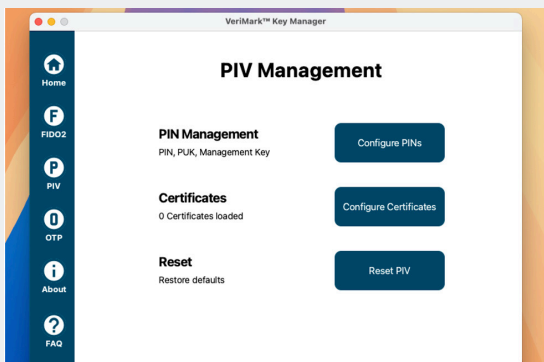 VeriMark™ Key Manager
Home
FIDO2
PIV
OTP
About
FAQ
PIV Management
PIN Management
PIN, PUK, Management Key
Configure PINs
Certificates
0 Certificates loaded
Configure Certificates
Reset
Restore defaults
Reset PIV